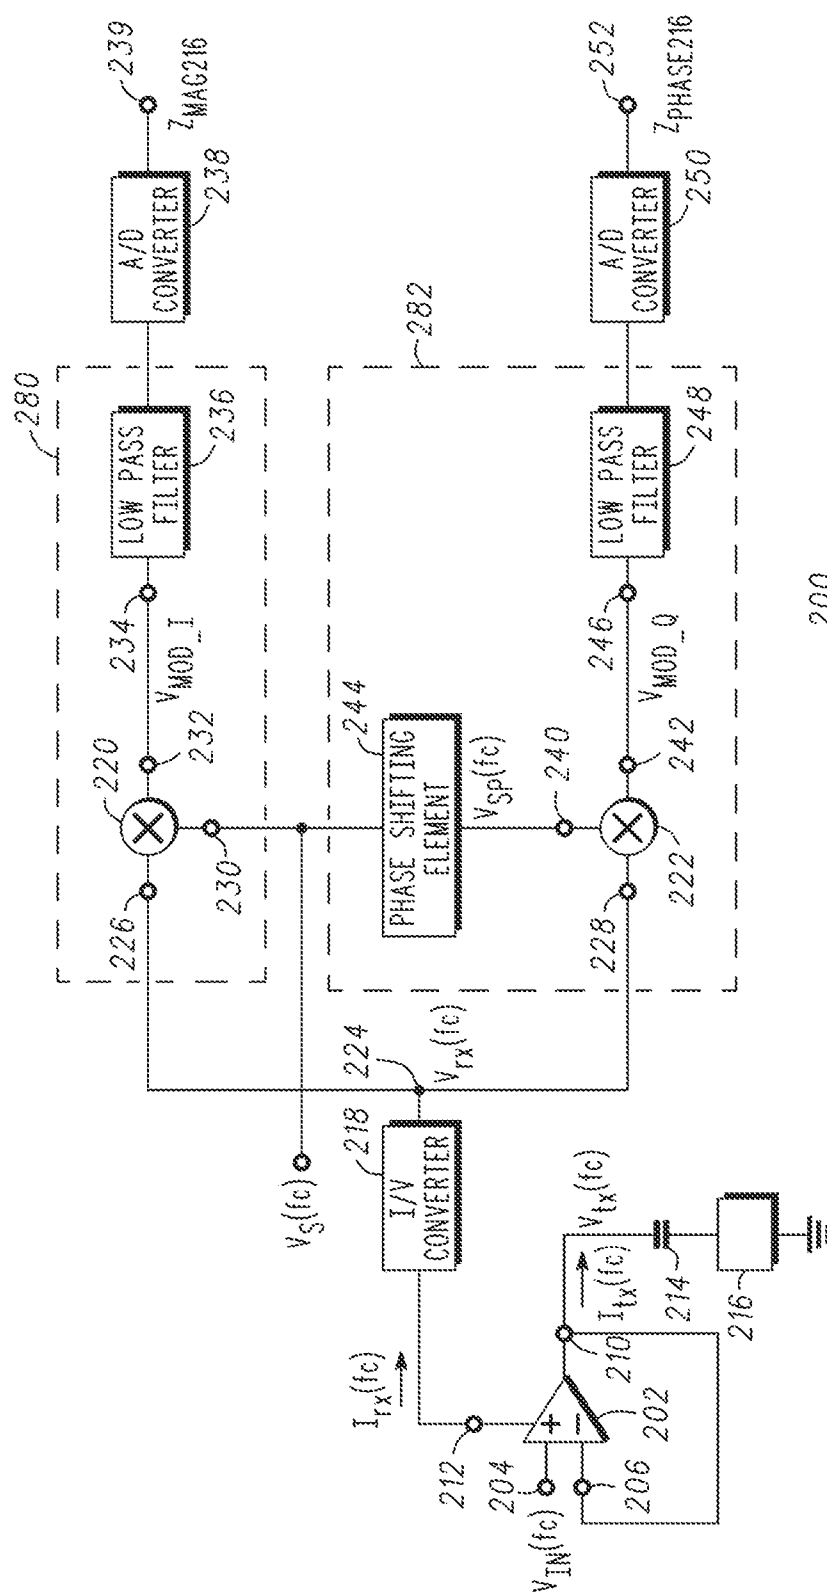 239
Z_MAG216
A/D
CONVERTER
238
280
LOW PASS
FILTER
236
234
V_MOD_I
232
220
226
230
V_S(fc)
252
Z_PHASE216
A/D
CONVERTER
250
282
LOW PASS
FILTER
248
246
V_MOD_Q
244
PHASE SHIFTING
ELEMENT
V_SP(fc)
240
242
222
228
V_rx(fc)
224
218
I/V
CONVERTER
I_rx(fc)
212
204
V_IN(fc)
206
+
−
202
210
I_tx(fc)
V_tx(fc)
214
216
200